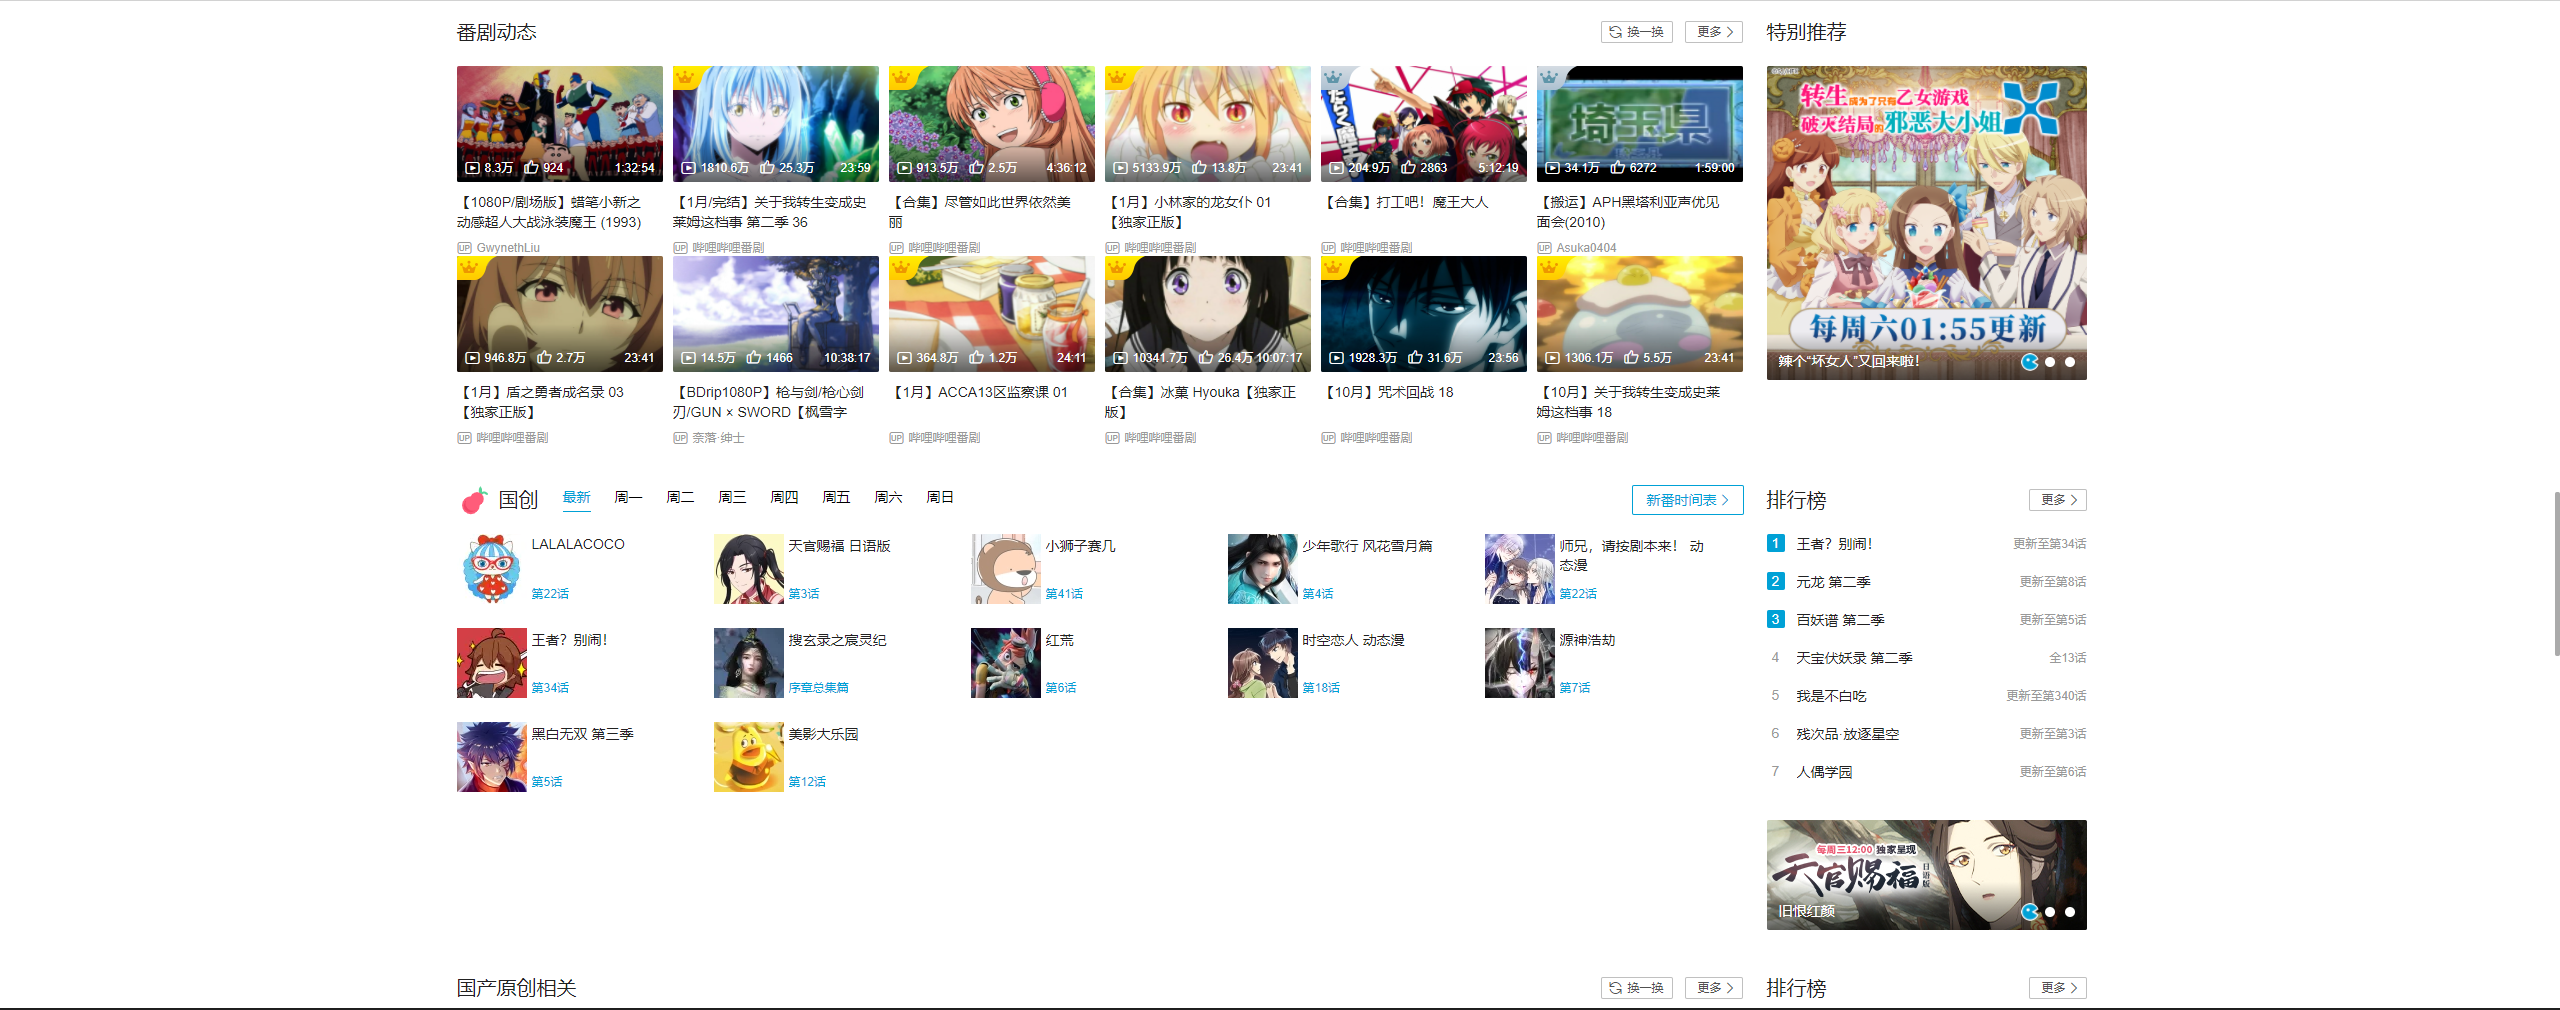 番剧动态
换一换
更多
特别推荐
8.3万 924 1:32:54
1810.6万 25.3万 23:59
913.5万 2.5万 4:36:12
5133.9万 13.8万 23:41
204.9万 2863 5:12:19
埼玉県
34.1万 6272 1:59:00
【1080P/剧场版】蜡笔小新之
动感超人大战泳装魔王 (1993)
UP GwynethLiu
【1月/完结】关于我转生变成史
莱姆这档事 第二季 36
UP 哔哩哔哩番剧
【合集】尽管如此世界依然美
丽
UP 哔哩哔哩番剧
【1月】小林家的龙女仆 01
【独家正版】
UP 哔哩哔哩番剧
【合集】打工吧！魔王大人
UP 哔哩哔哩番剧
【搬运】APH黑塔利亚声优见
面会(2010)
UP Asuka0404
946.8万 2.7万 23:41
14.5万 1466 10:38:17
364.8万 1.2万 24:11
10341.7万 26.4万 10:07:17
1928.3万 31.6万 23:56
1306.1万 5.5万 23:41
【1月】盾之勇者成名录 03
【独家正版】
UP 哔哩哔哩番剧
【BDrip1080P】枪与剑/枪心剑
刃/GUN × SWORD【枫雪字
UP 奈落·绅士
【1月】ACCA13区监察课 01
UP 哔哩哔哩番剧
【合集】冰菓 Hyouka【独家正
版】
UP 哔哩哔哩番剧
【10月】咒术回战 18
UP 哔哩哔哩番剧
【10月】关于我转生变成史莱
姆这档事 18
UP 哔哩哔哩番剧
转生成为了只有乙女游戏
破灭结局的邪恶大小姐X
每周六01:55更新
辣个“坏女人”又回来啦！
国创
最新 周一 周二 周三 周四 周五 周六 周日
新番时间表
LALALACOCO
第22话
天官赐福 日语版
第3话
小狮子赛几
第41话
少年歌行 风花雪月篇
第4话
师兄，请按剧本来！ 动
态漫
第22话
王者？别闹！
第34话
搜玄录之宸灵纪
序章总集篇
红荒
第6话
时空恋人 动态漫
第18话
源神浩劫
第7话
黑白无双 第三季
第5话
美影大乐园
第12话
排行榜
更多
1 王者？别闹！ 更新至第34话
2 元龙 第二季 更新至第8话
3 百妖谱 第二季 更新至第5话
4 天宝伏妖录 第二季 全13话
5 我是不白吃 更新至第340话
6 残次品·放逐星空 更新至第3话
7 人偶学园 更新至第6话
每周三12:00 独家呈现
天官赐福 日语版
旧恨红颜
国产原创相关
换一换
更多
排行榜
更多